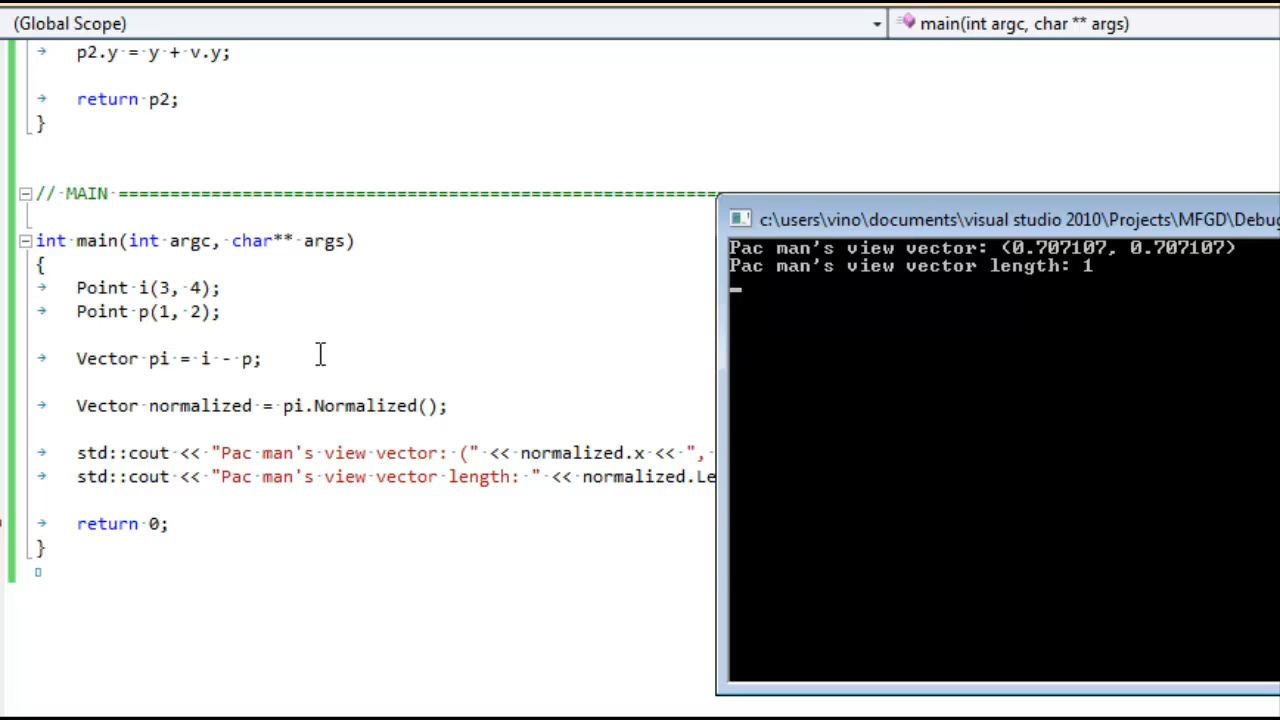 (Global Scope)
main(int argc, char ** args)
p2.y = y + v.y;
return p2;
}
// MAIN ==========================================================
int main(int argc, char** args)
{
Point i(3, 4);
Point p(1, 2);
Vector pi = i - p;
Vector normalized = pi.Normalized();
std::cout << "Pac man's view vector: (" << normalized.x << ",
std::cout << "Pac man's view vector length: " << normalized.Le
return 0;
}
c:\users\vino\documents\visual studio 2010\Projects\MFGD\Debug
Pac man's view vector: (0.707107, 0.707107)
Pac man's view vector length: 1